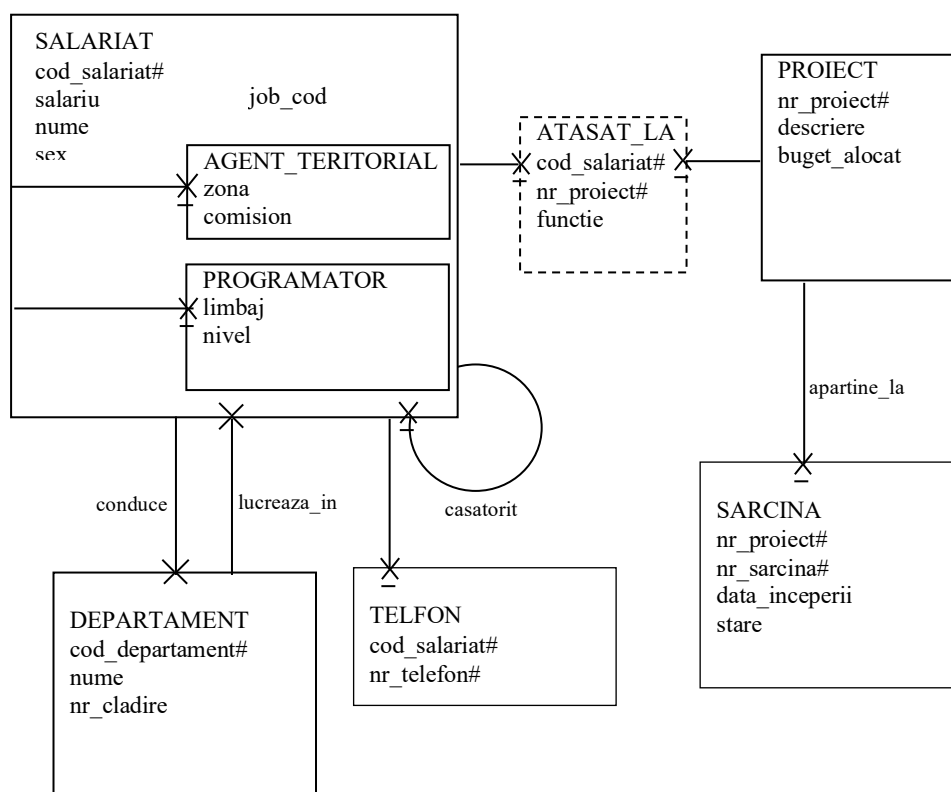 SALARIAT
cod_salariat#
salariu
nume
sex
job_cod
AGENT_TERITORIAL
zona
comision
PROGRAMATOR
limbaj
nivel
ATASAT_LA
cod_salariat#
nr_proiect#
functie
PROIECT
nr_proiect#
descriere
buget_alocat
apartine_la
conduce
lucreaza_in
casatorit
DEPARTAMENT
cod_departament#
nume
nr_cladire
TELFON
cod_salariat#
nr_telefon#
SARCINA
nr_proiect#
nr_sarcina#
data_inceperii
stare